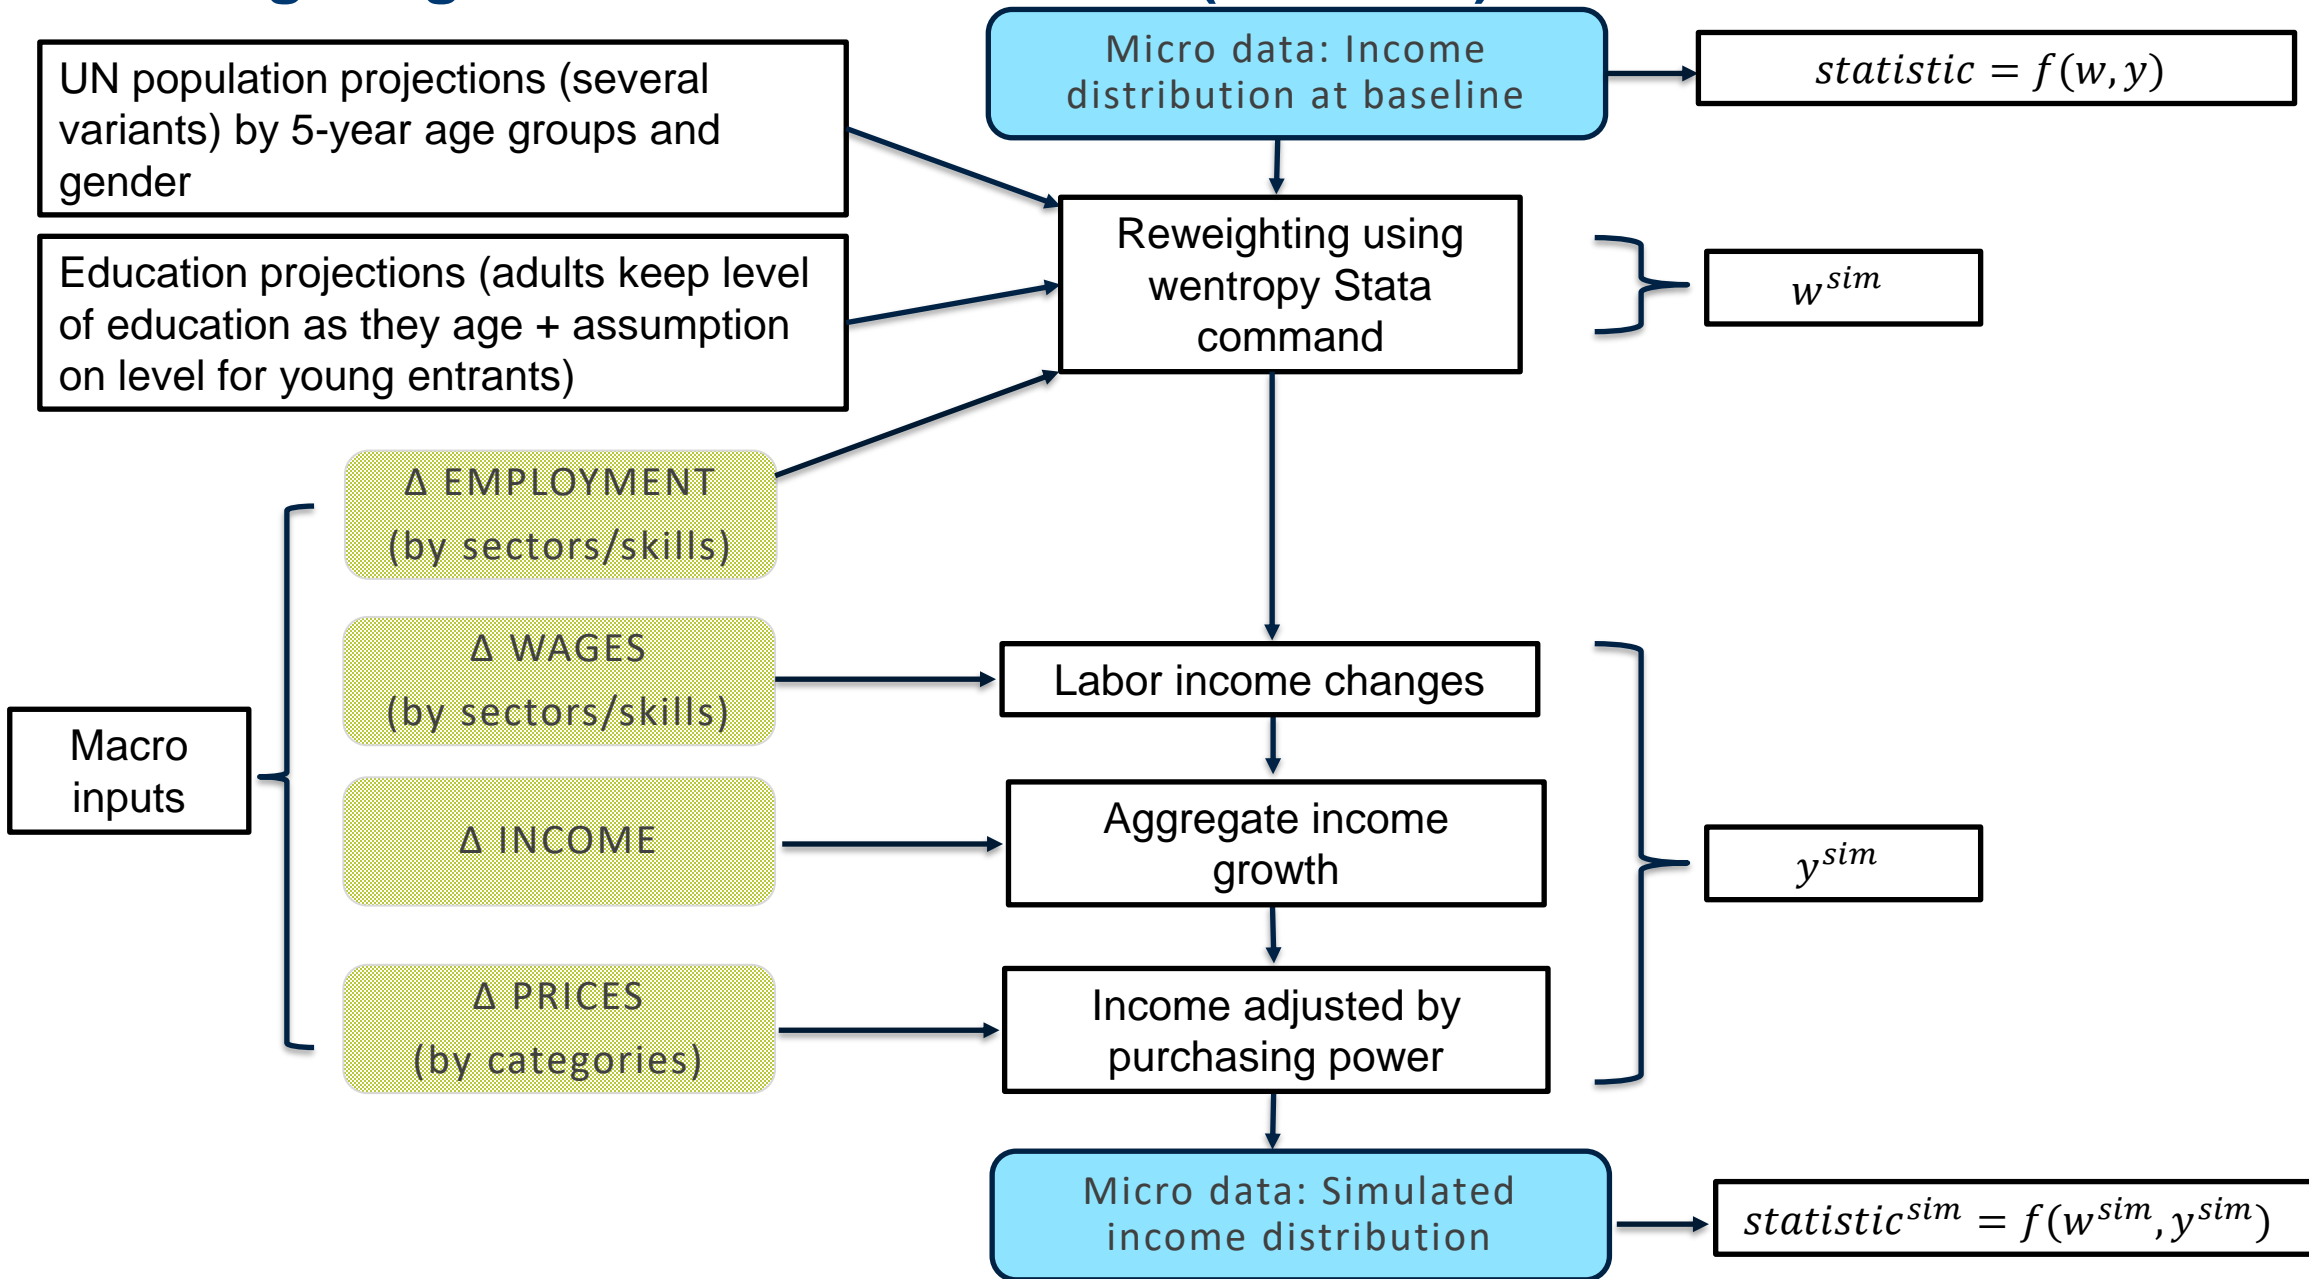 Micro data: Income
distribution at baseline
statistic = f(w, y)
UN population projections (several
variants) by 5-year age groups and
gender
Education projections (adults keep level
of education as they age + assumption
on level for young entrants)
Reweighting using
wentropy Stata
command
w^sim
Δ EMPLOYMENT
(by sectors/skills)
Δ WAGES
(by sectors/skills)
Labor income changes
Macro
inputs
Δ INCOME
Aggregate income
growth
y^sim
Δ PRICES
(by categories)
Income adjusted by
purchasing power
Micro data: Simulated
income distribution
statistic^sim = f(w^sim, y^sim)